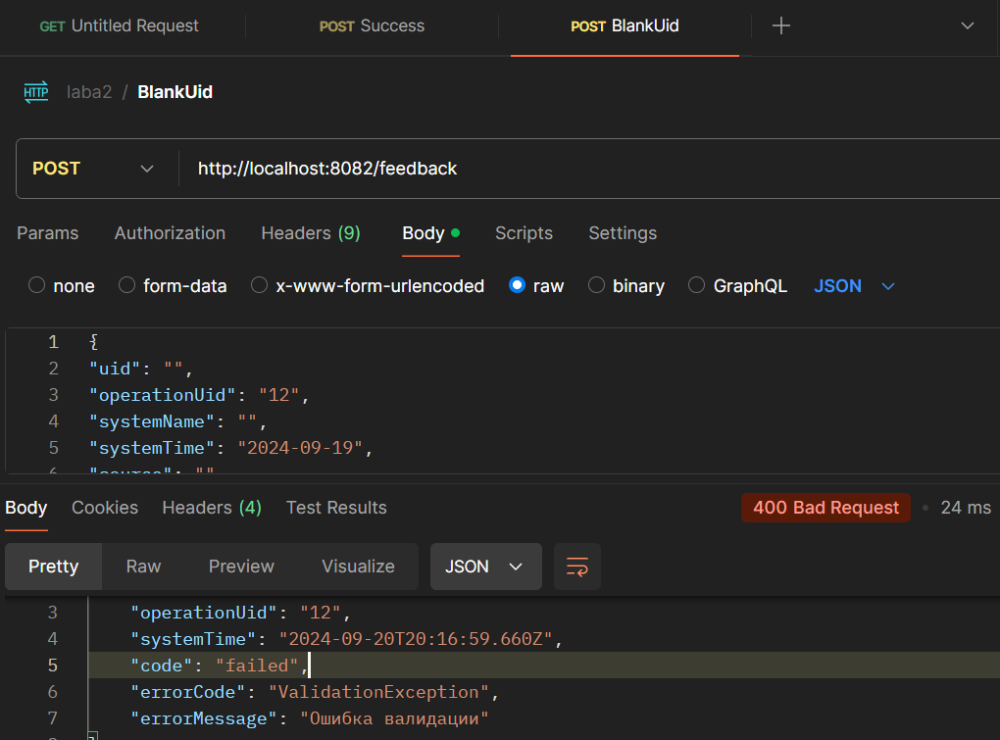 GET Untitled Request POST Success POST BlankUid
HTTP laba2 / BlankUid
POST http://localhost:8082/feedback
Params Authorization Headers (9) Body Scripts Settings
none form-data x-www-form-urlencoded raw binary GraphQL JSON
1 {
2 "uid": "",
3 "operationUid": "12",
4 "systemName": "",
5 "systemTime": "2024-09-19",
Body Cookies Headers (4) Test Results 400 Bad Request 24 ms
Pretty Raw Preview Visualize JSON
3 "operationUid": "12",
4 "systemTime": "2024-09-20T20:16:59.660Z",
5 "code": "failed",
6 "errorCode": "ValidationException",
7 "errorMessage": "Ошибка валидации"